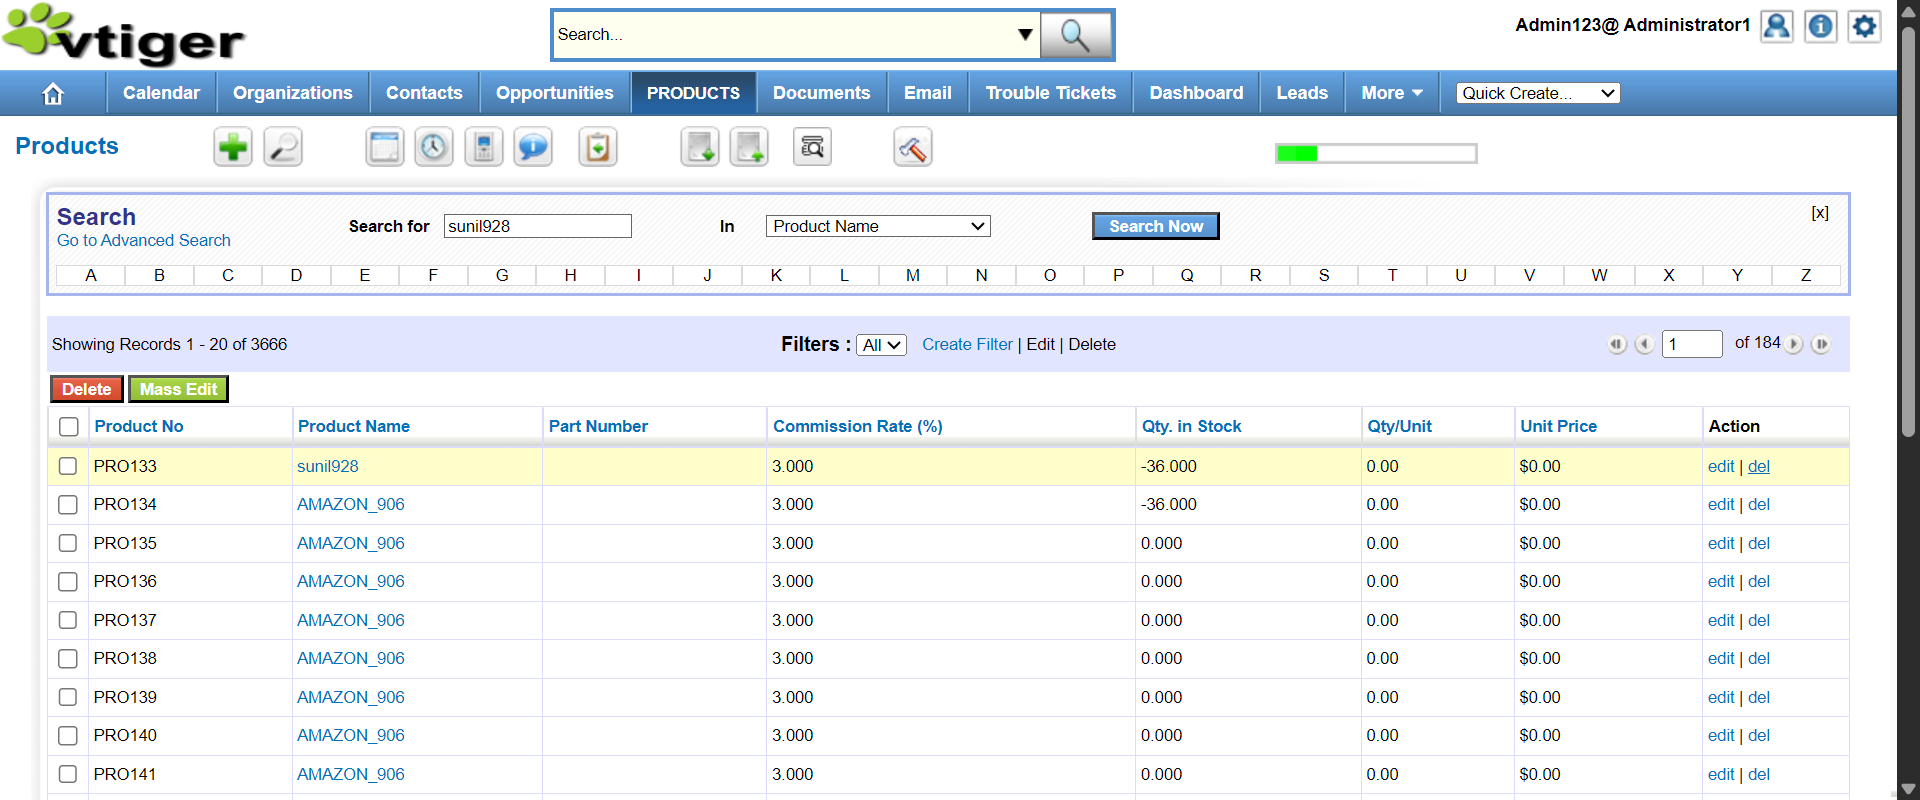 vtiger
Search...
Admin123@ Administrator1
Calendar Organizations Contacts Opportunities PRODUCTS Documents Email Trouble Tickets Dashboard Leads More Quick Create...
Products
Search
Go to Advanced Search
Search for sunil928 In Product Name Search Now [x]
A B C D E F G H I J K L M N O P Q R S T U V W X Y Z
Showing Records 1 - 20 of 3666 Filters : All Create Filter | Edit | Delete 1 of 184
Delete Mass Edit
Product No Product Name Part Number Commission Rate (%) Qty. in Stock Qty/Unit Unit Price Action
PRO133 sunil928 3.000 -36.000 0.00 $0.00 edit | del
PRO134 AMAZON_906 3.000 -36.000 0.00 $0.00 edit | del
PRO135 AMAZON_906 3.000 0.000 0.00 $0.00 edit | del
PRO136 AMAZON_906 3.000 0.000 0.00 $0.00 edit | del
PRO137 AMAZON_906 3.000 0.000 0.00 $0.00 edit | del
PRO138 AMAZON_906 3.000 0.000 0.00 $0.00 edit | del
PRO139 AMAZON_906 3.000 0.000 0.00 $0.00 edit | del
PRO140 AMAZON_906 3.000 0.000 0.00 $0.00 edit | del
PRO141 AMAZON_906 3.000 0.000 0.00 $0.00 edit | del